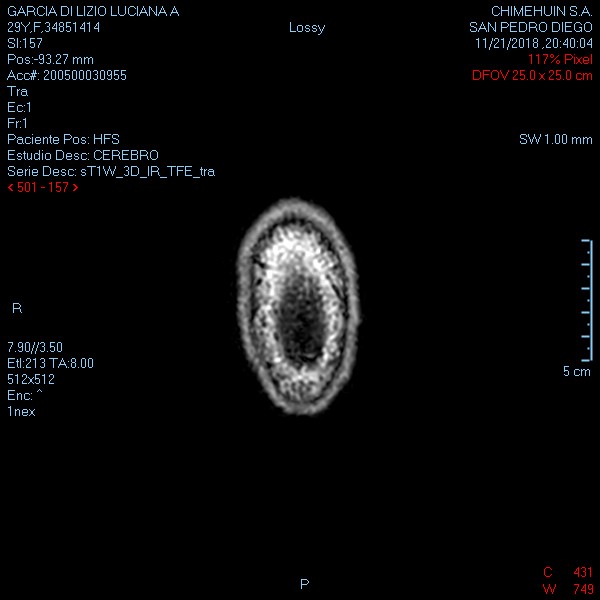 GARCIA DI LIZIO LUCIANA A
29Y,F,34851414
Sl:157
Pos:-93.27 mm
Acc#: 200500030955
Tra
Ec:1
Fr:1
Paciente Pos: HFS
Estudio Desc: CEREBRO
Serie Desc: sT1W_3D_IR_TFE_tra
< 501 - 157 >
Lossy
CHIMEHUIN S.A.
SAN PEDRO DIEGO
11/21/2018 ,20:40:04
117% Pixel
DFOV 25.0 x 25.0 cm
SW 1.00 mm
R
5 cm
7.90//3.50
Etl:213 TA:8.00
512x512
Enc: ^
1nex
P
C 431
W 749